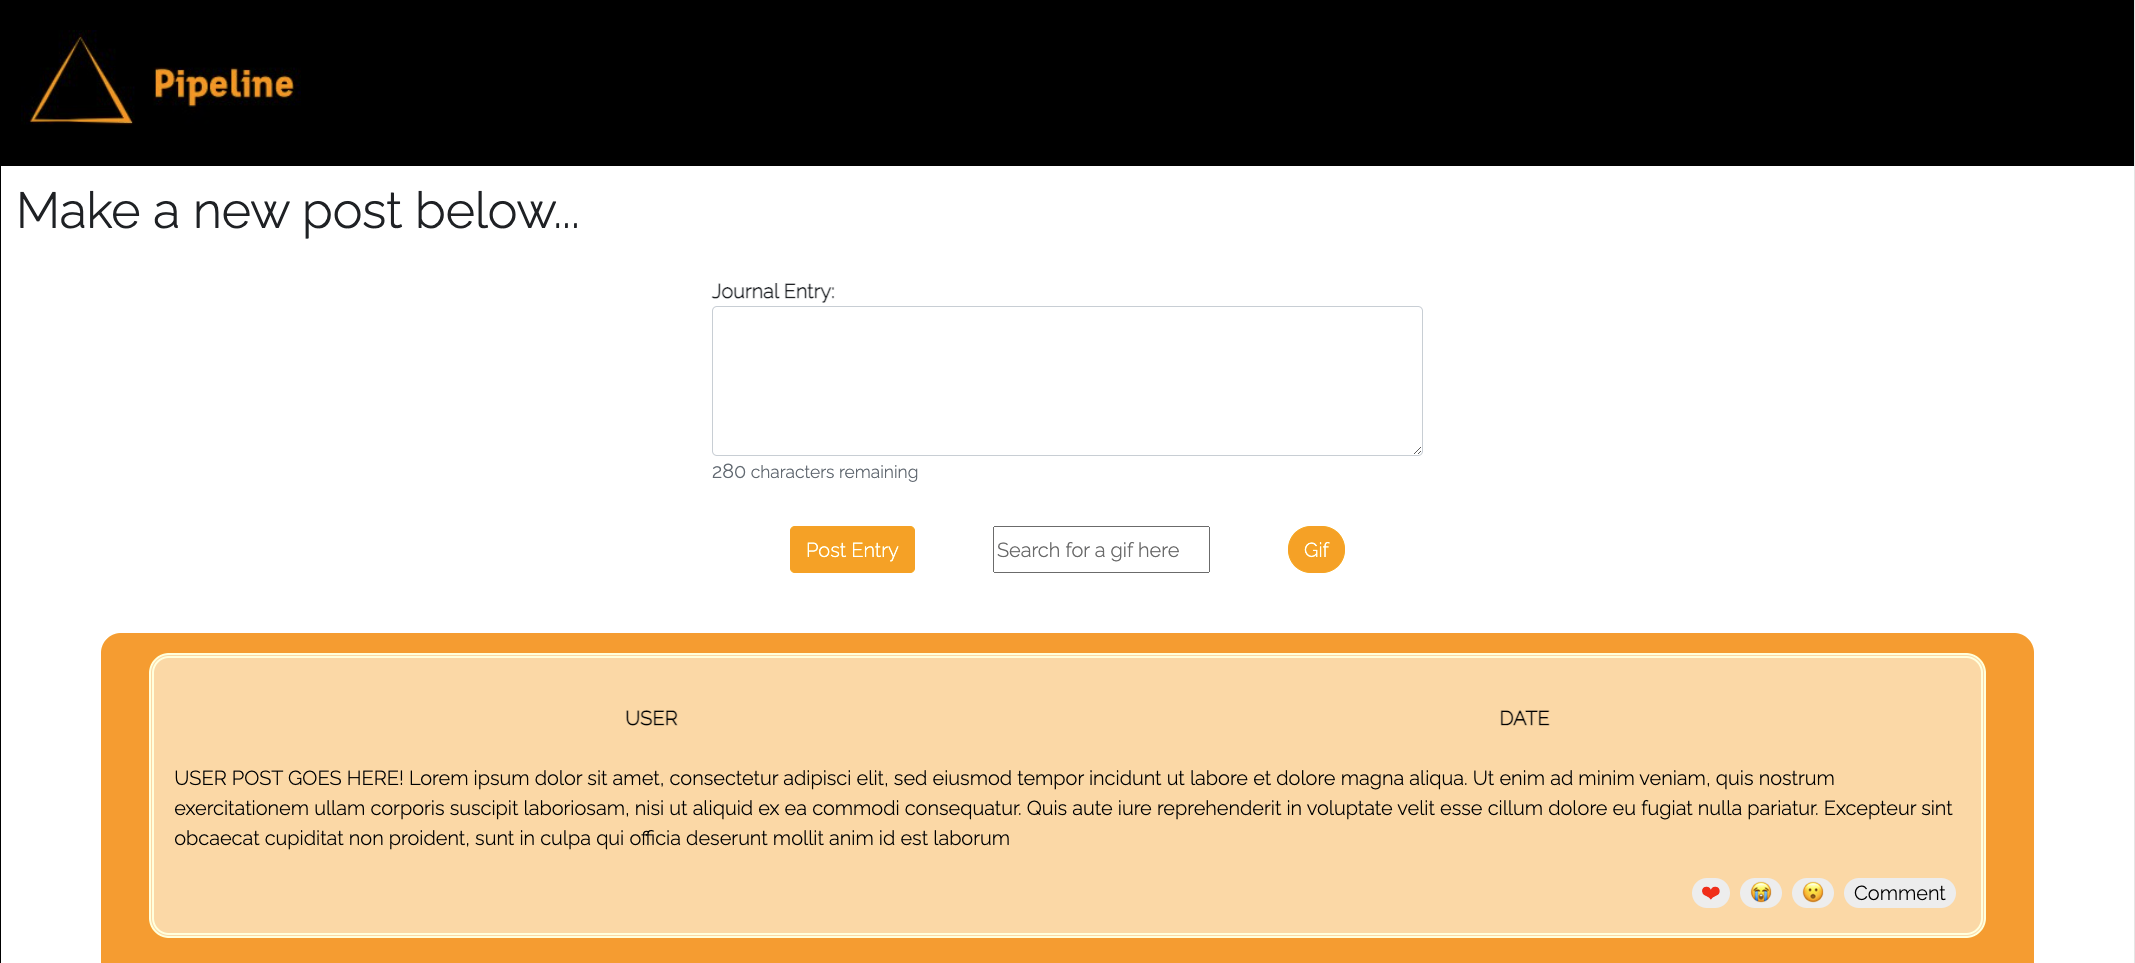 Pipeline
Make a new post below...
Journal Entry:
280 characters remaining
Post Entry
Search for a gif here
Gif
USER
DATE
USER POST GOES HERE! Lorem ipsum dolor sit amet, consectetur adipisci elit, sed eiusmod tempor incidunt ut labore et dolore magna aliqua. Ut enim ad minim veniam, quis nostrum
exercitationem ullam corporis suscipit laboriosam, nisi ut aliquid ex ea commodi consequatur. Quis aute iure reprehenderit in voluptate velit esse cillum dolore eu fugiat nulla pariatur. Excepteur sint
obcaecat cupiditat non proident, sunt in culpa qui officia deserunt mollit anim id est laborum
❤ 😭 😮 Comment